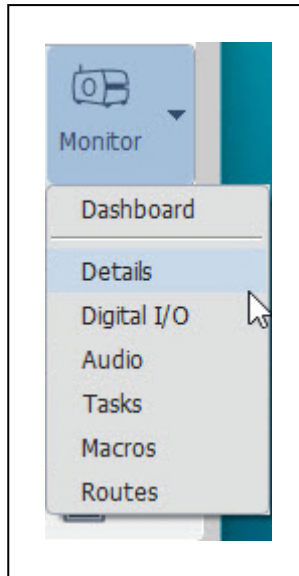 Monitor
Dashboard
Details
Digital I/O
Audio
Tasks
Macros
Routes